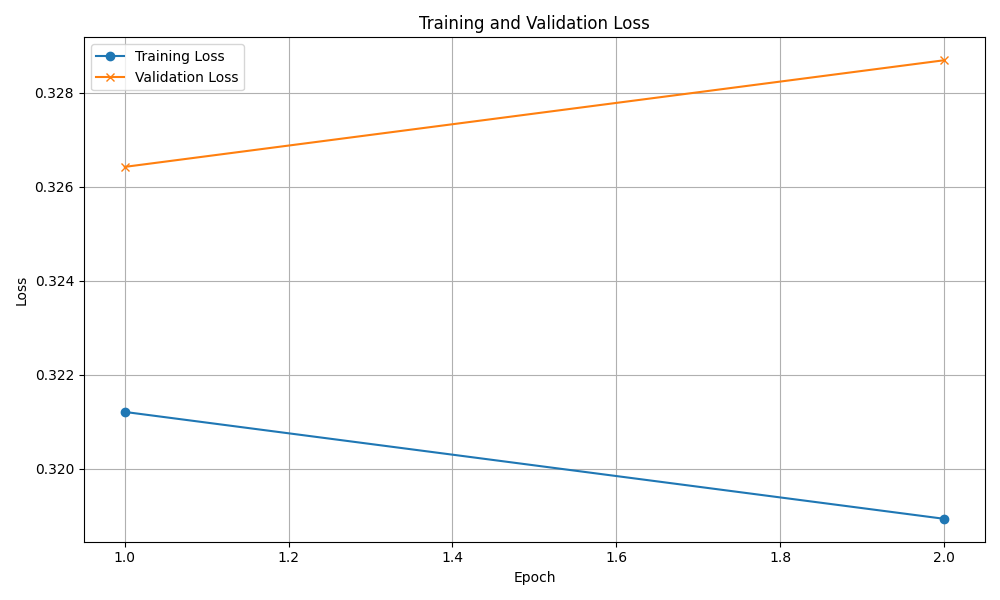 Training and Validation Loss
Training Loss
Validation Loss
0.328
0.326
0.324
0.322
0.320
Loss
1.0 1.2 1.4 1.6 1.8 2.0
Epoch